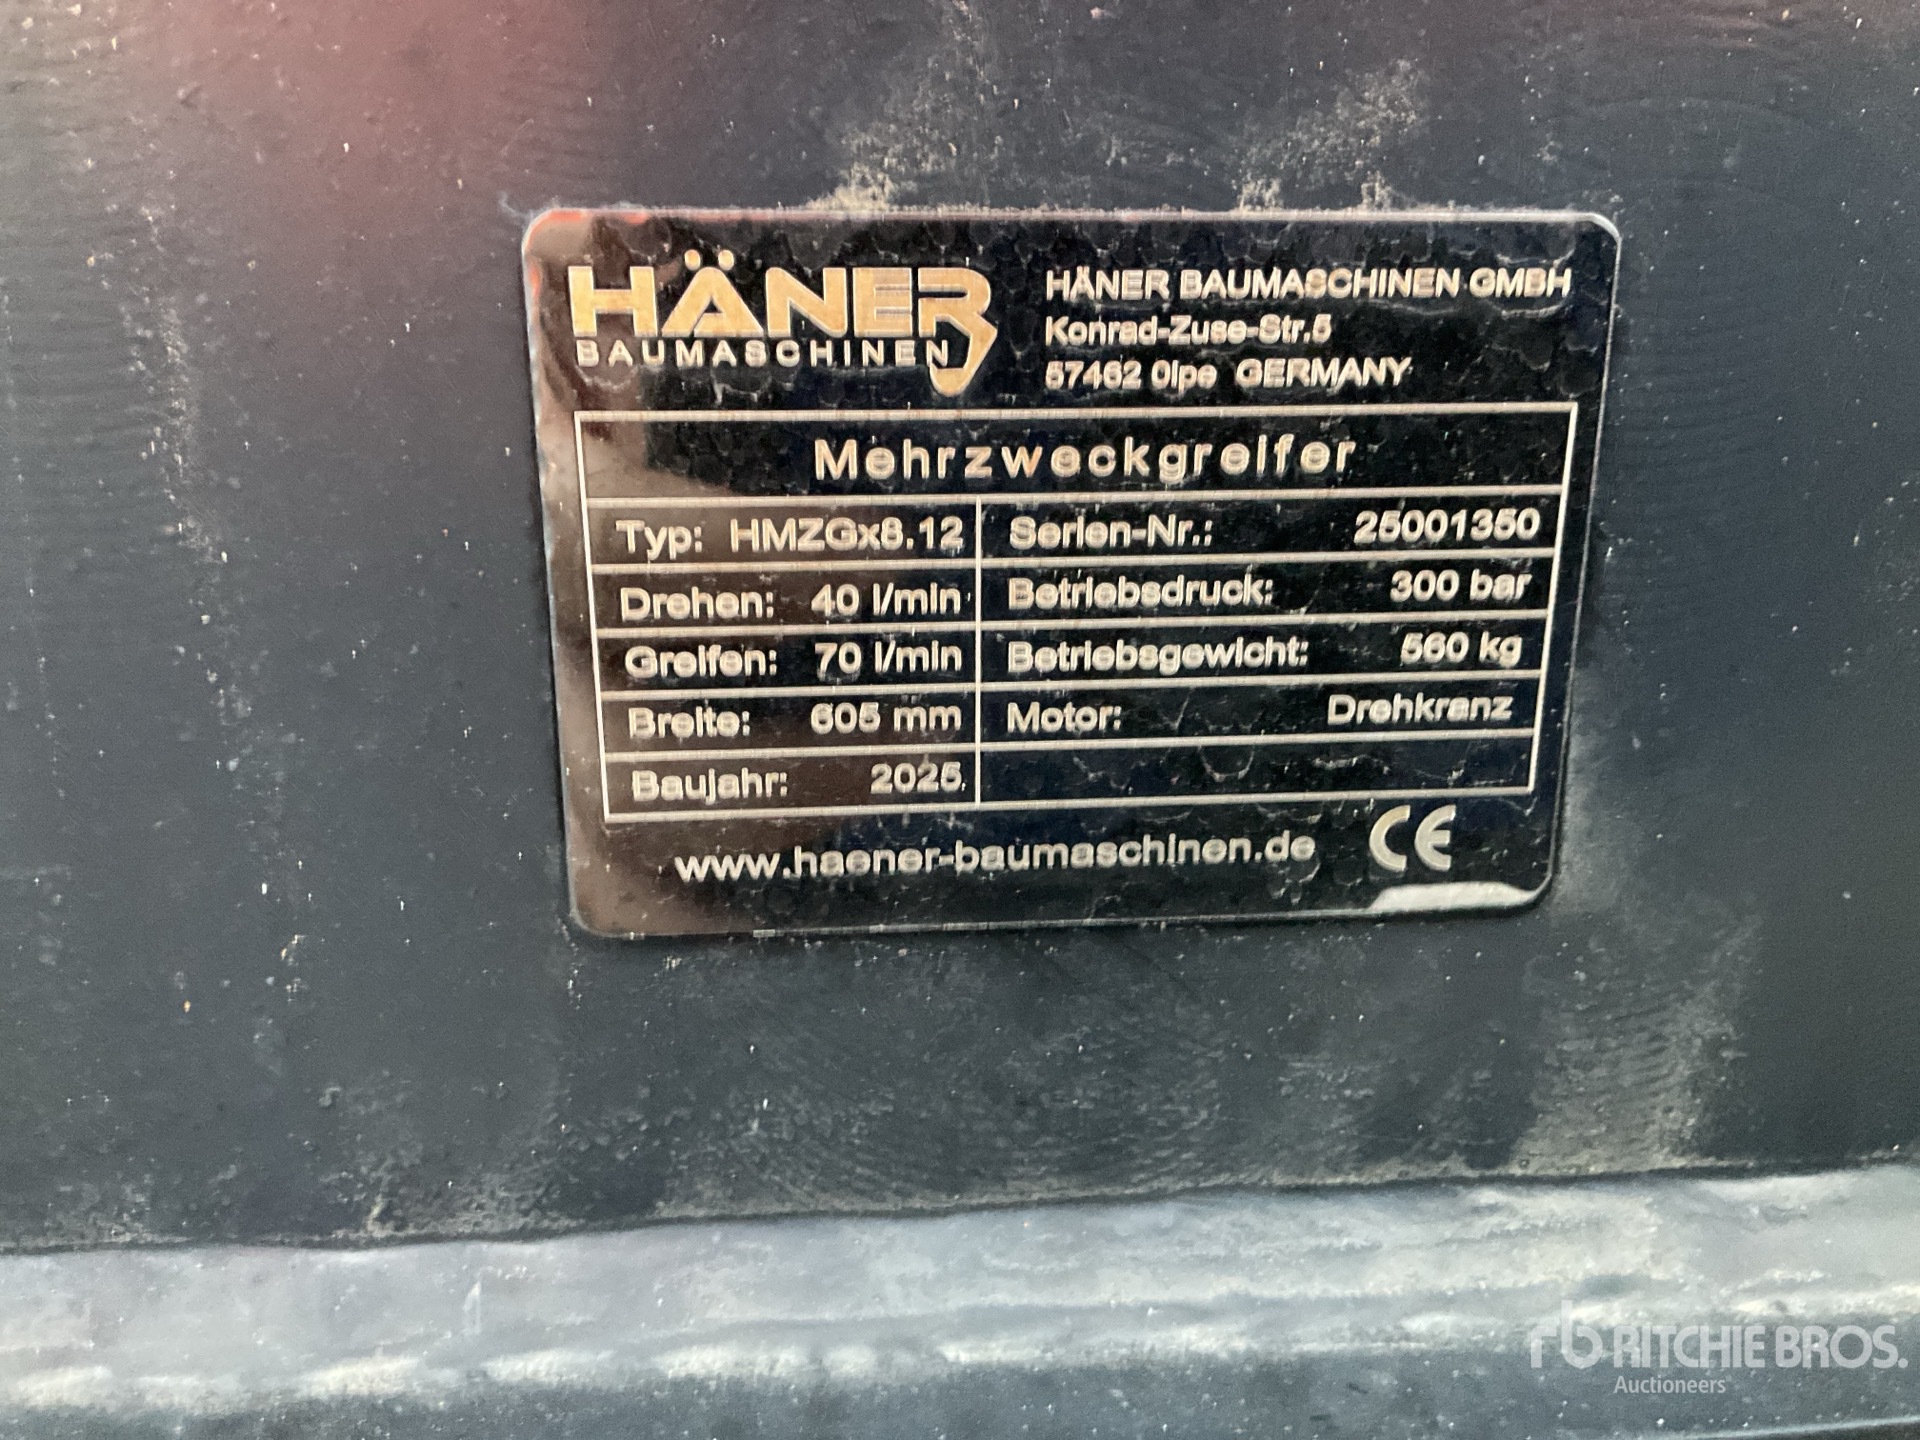 HÄNER
BAUMASCHINEN
HÄNER BAUMASCHINEN GMBH
Konrad-Zuse-Str.5
57462 Olpe GERMANY
Mehrzweckgreifer
Typ: HMZGx8.12
Serien-Nr.: 25001350
Drehen: 40 l/min
Betriebsdruck: 300 bar
Greifen: 70 l/min
Betriebsgewicht: 560 kg
Breite: 605 mm
Motor: Drehkranz
Baujahr: 2025
www.haener-baumaschinen.de CE
rb RITCHIE BROS.
Auctioneers